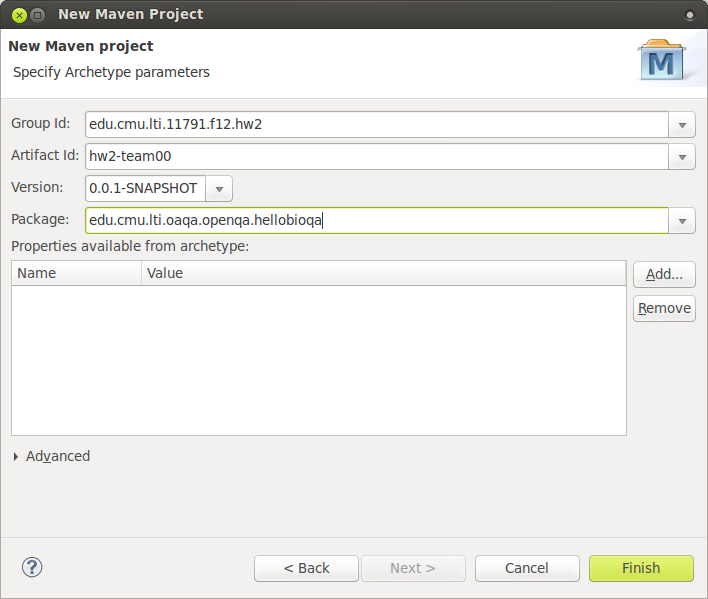 New Maven Project
New Maven project
Specify Archetype parameters
M
Group Id: edu.cmu.lti.11791.f12.hw2
Artifact Id: hw2-team00
Version: 0.0.1-SNAPSHOT
Package: edu.cmu.lti.oaqa.openqa.hellobioqa
Properties available from archetype:
Name Value
Add...
Remove
Advanced
? < Back Next > Cancel Finish